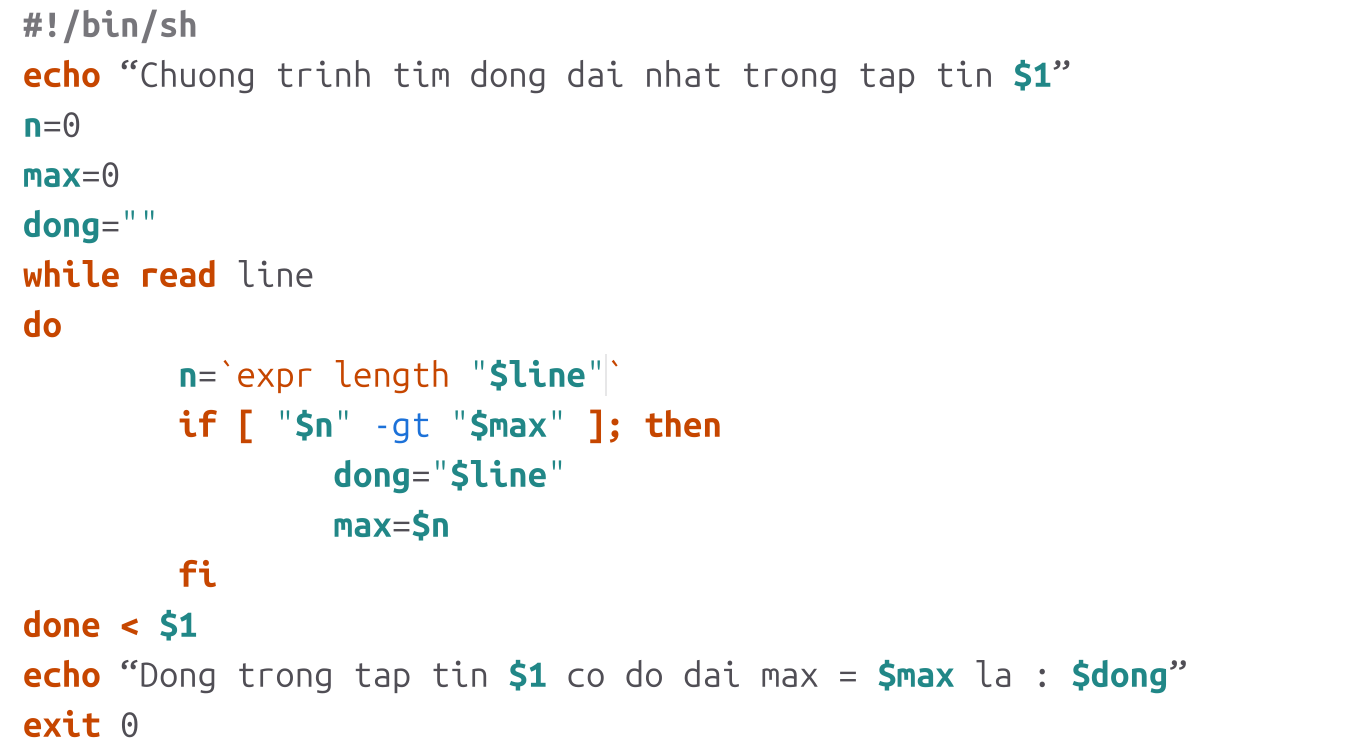 #!/bin/sh
echo “Chuong trinh tim dong dai nhat trong tap tin $1”
n=0
max=0
dong=""
while read line
do
n=`expr length "$line"`
if [ "$n" -gt "$max" ]; then
dong="$line"
max=$n
fi
done < $1
echo “Dong trong tap tin $1 co do dai max = $max la : $dong”
exit 0